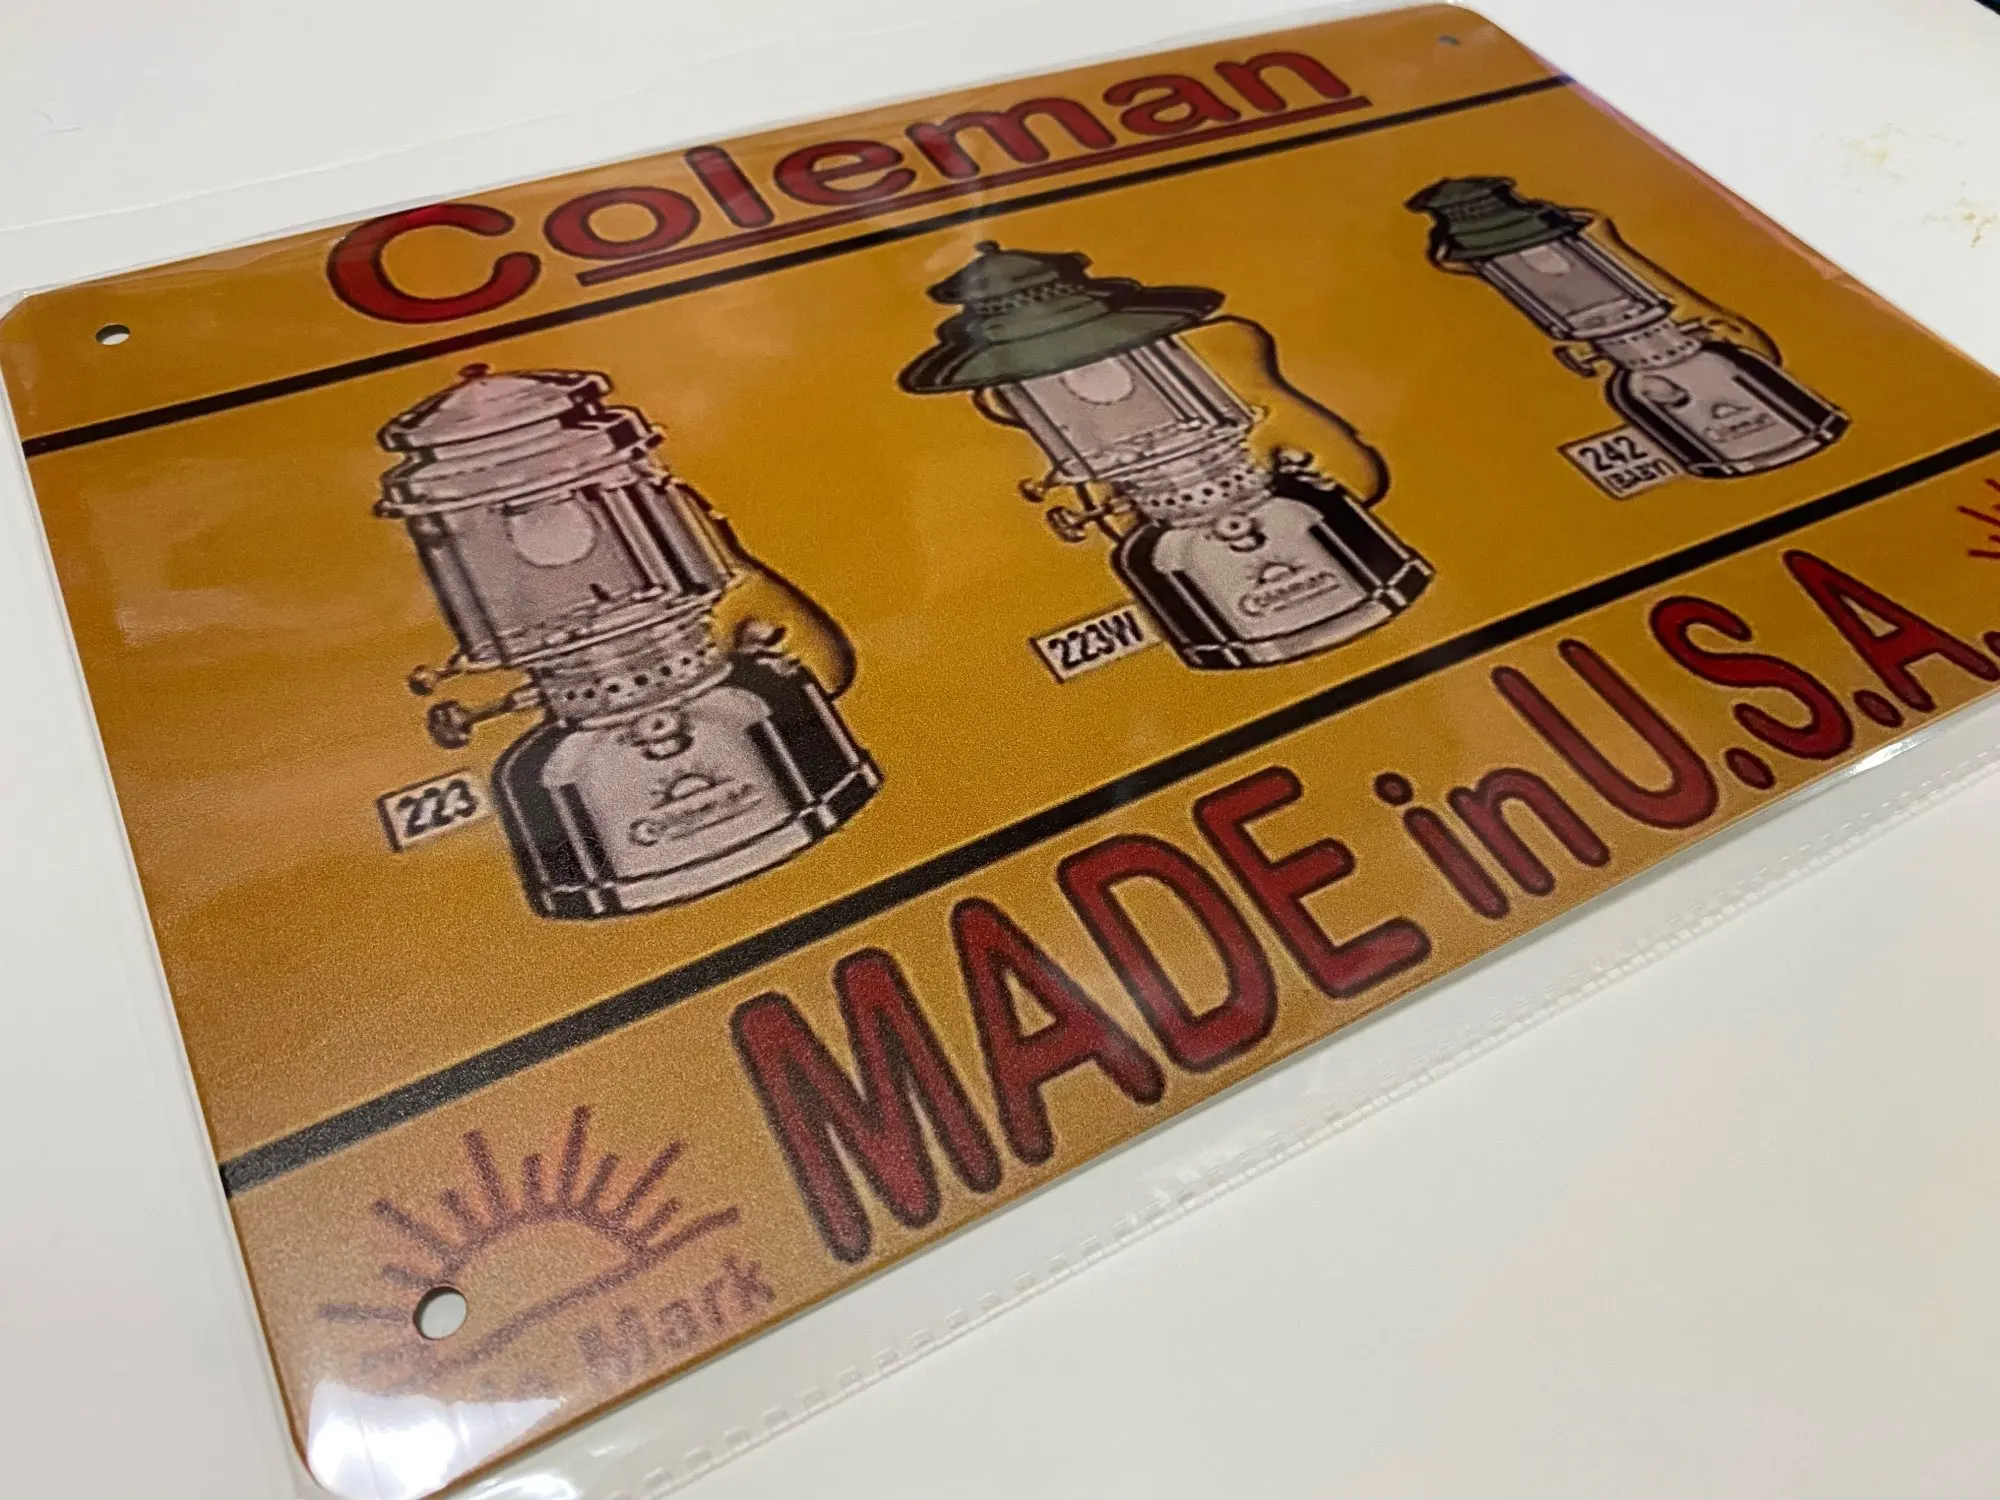 Coleman
223
Coleman
223W
Coleman
242
(BABY)
Coleman
MADE in U.S.A.
Mark